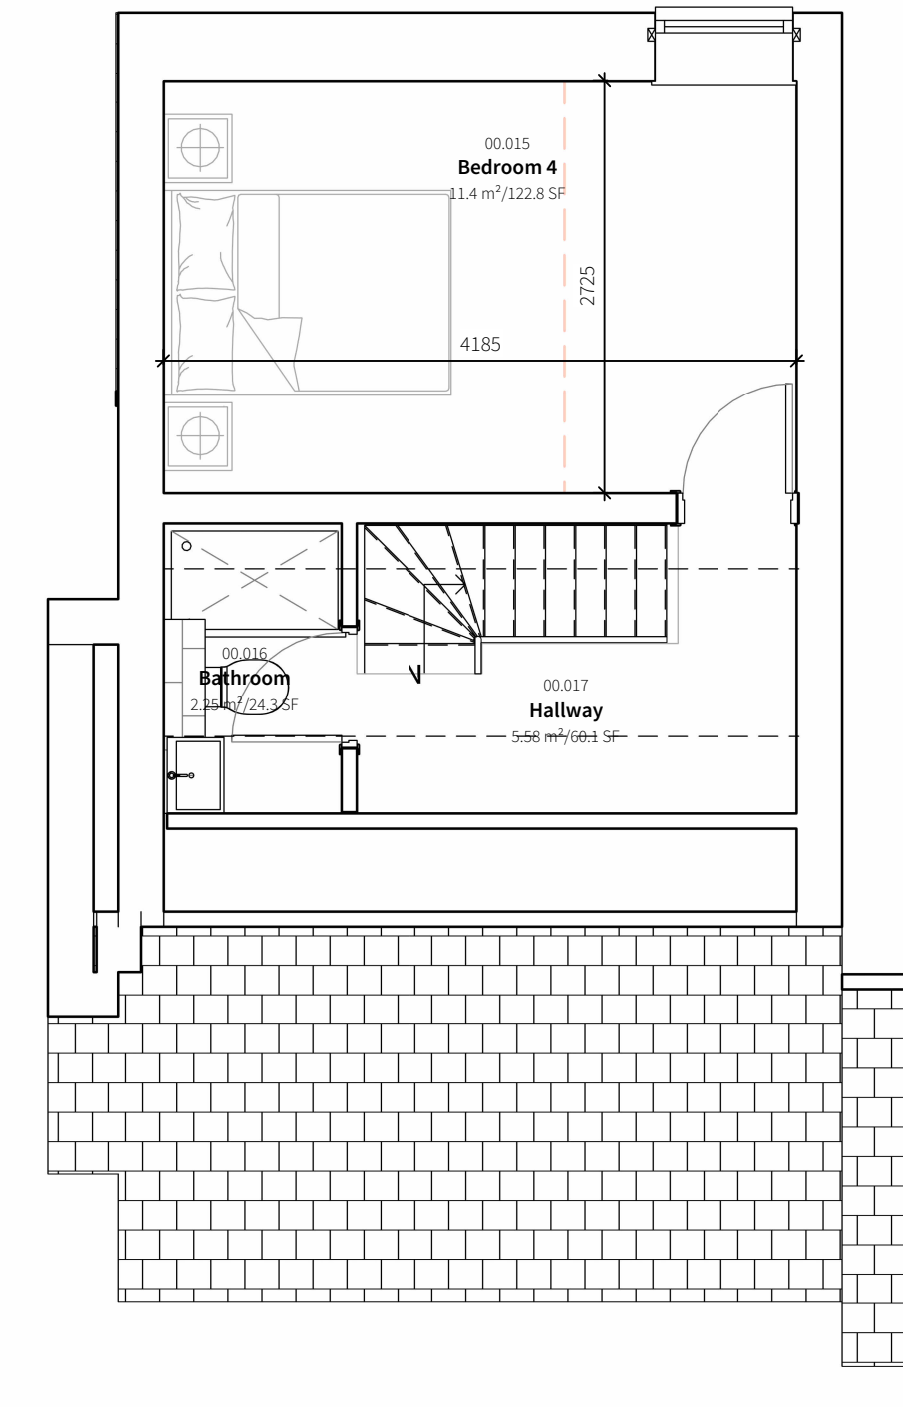 00.015
Bedroom 4
11.4 m²/122.8 SF
2725
4185
00.016
Bathroom
2.25 m²/24.3 SF
00.017
Hallway
5.58 m²/60.1 SF